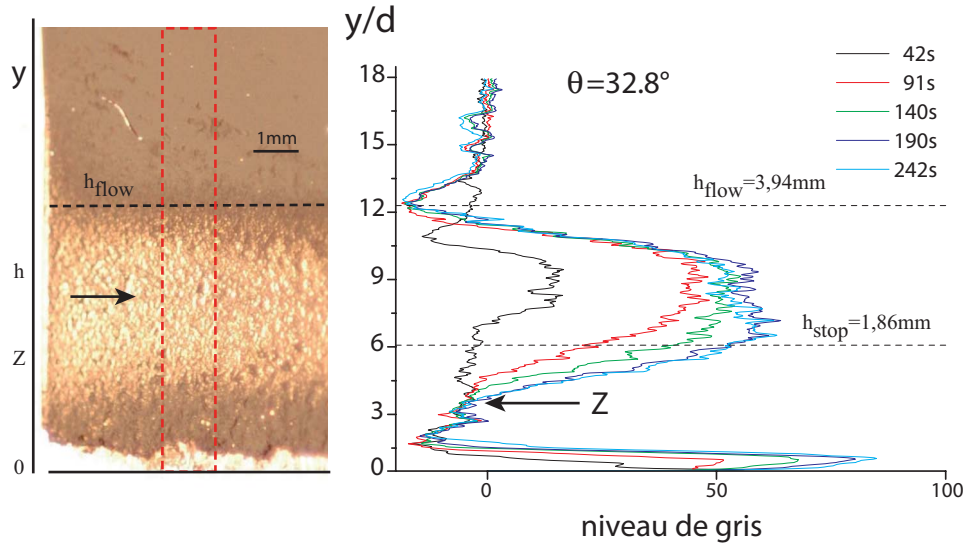 y
h_flow
1mm
h
Z
0
y/d
θ=32.8°
42s
91s
140s
190s
242s
h_flow=3,94mm
h_stop=1,86mm
Z
18
15
12
9
6
3
0
0 50 100
niveau de gris